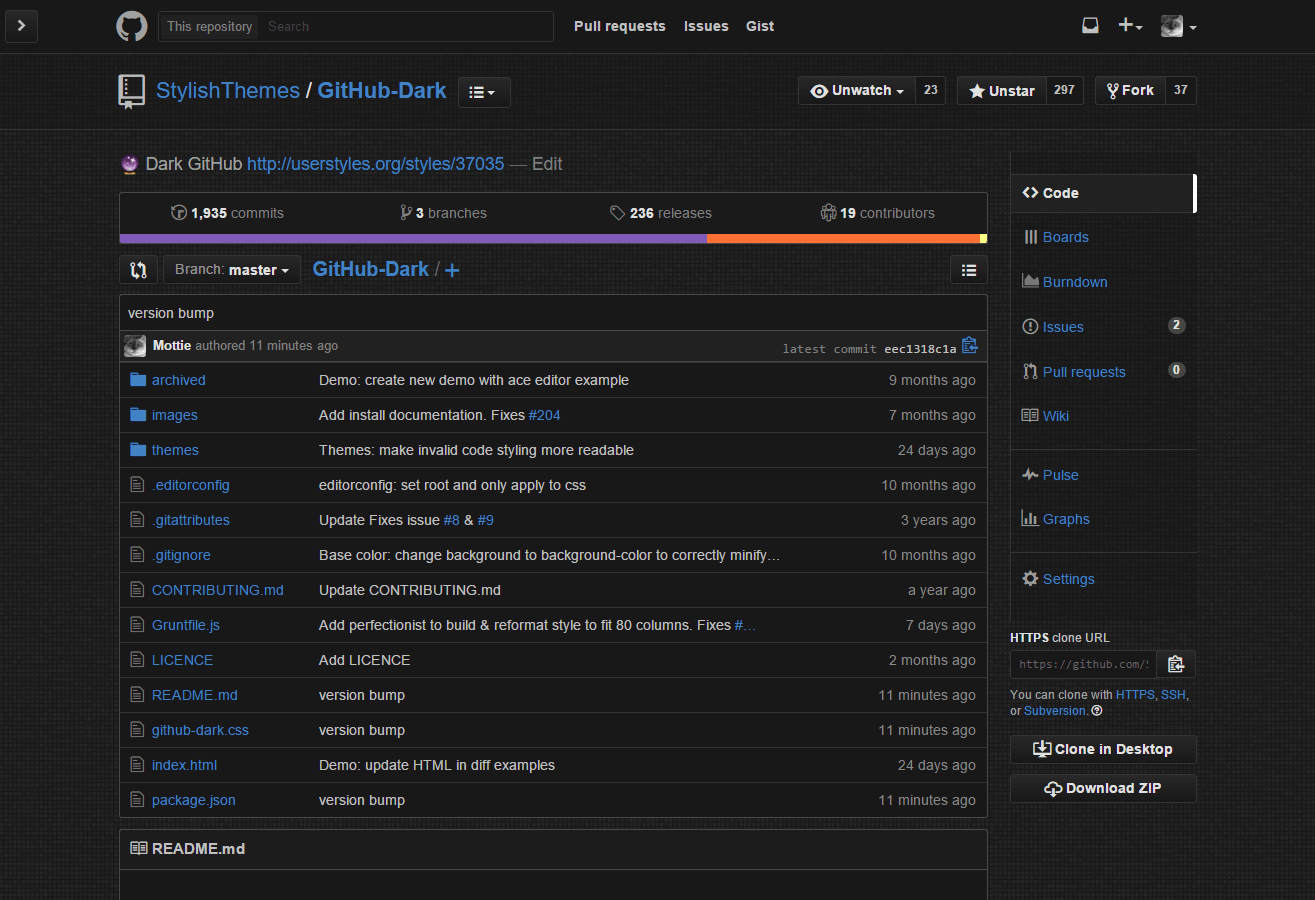 This repository Search Pull requests Issues Gist
StylishThemes / GitHub-Dark Unwatch 23 Unstar 297 Fork 37
Dark GitHub http://userstyles.org/styles/37035 — Edit
1,935 commits 3 branches 236 releases 19 contributors
Branch: master GitHub-Dark / +
version bump
Mottie authored 11 minutes ago latest commit eec1318c1a
archived Demo: create new demo with ace editor example 9 months ago
images Add install documentation. Fixes #204 7 months ago
themes Themes: make invalid code styling more readable 24 days ago
.editorconfig editorconfig: set root and only apply to css 10 months ago
.gitattributes Update Fixes issue #8 & #9 3 years ago
.gitignore Base color: change background to background-color to correctly minify… 10 months ago
CONTRIBUTING.md Update CONTRIBUTING.md a year ago
Gruntfile.js Add perfectionist to build & reformat style to fit 80 columns. Fixes #… 7 days ago
LICENCE Add LICENCE 2 months ago
README.md version bump 11 minutes ago
github-dark.css version bump 11 minutes ago
index.html Demo: update HTML in diff examples 24 days ago
package.json version bump 11 minutes ago
README.md
Code
Boards
Burndown
Issues 2
Pull requests 0
Wiki
Pulse
Graphs
Settings
HTTPS clone URL
https://github.com/
You can clone with HTTPS, SSH,
or Subversion.
Clone in Desktop
Download ZIP